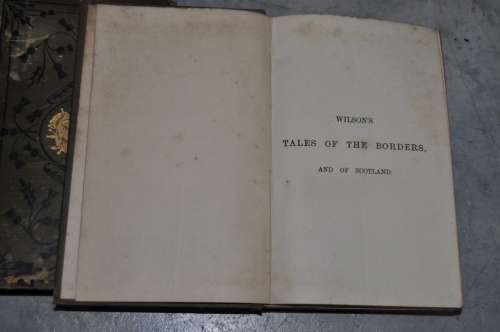 WILSON'S
TALES OF THE BORDERS,
AND OF SCOTLAND